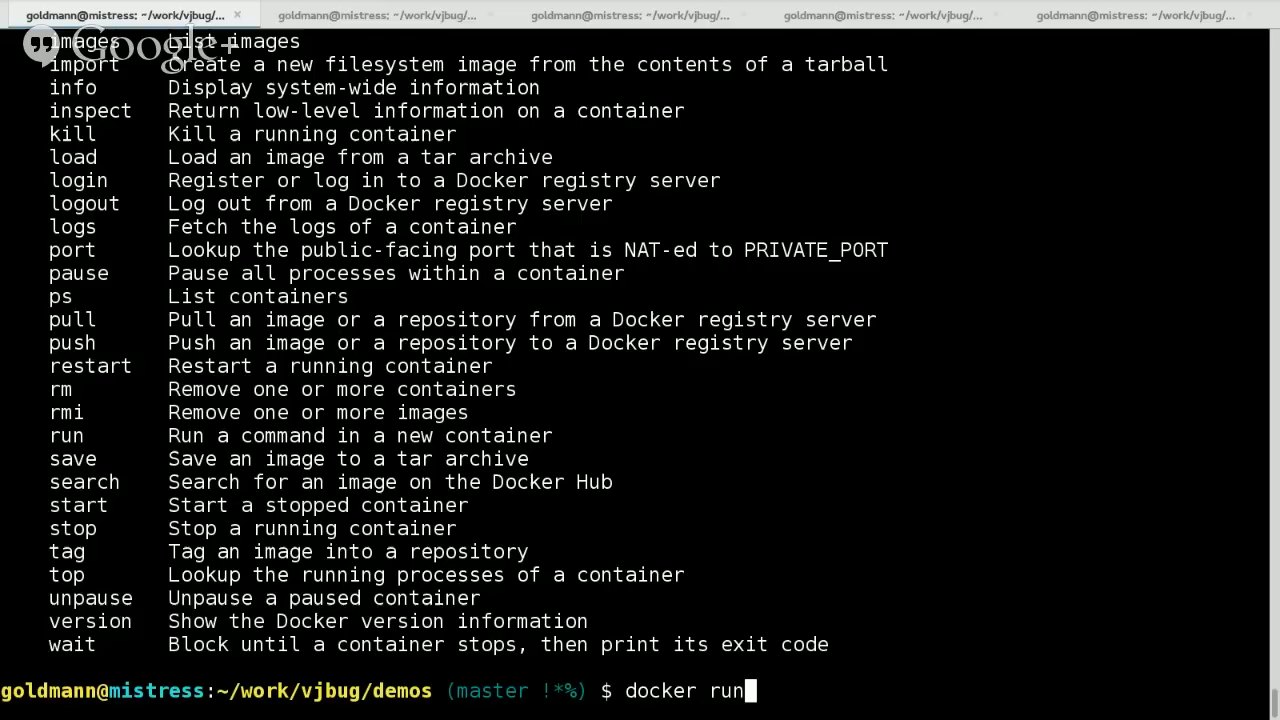 goldmann@mistress: ~/work/vjbug/... × goldmann@mistress: ~/work/vjbug/... × goldmann@mistress: ~/work/vjbug/... × goldmann@mistress: ~/work/vjbug/... × goldmann@mistress: ~/work/vjbug/... ×
Google+
images List images
import Create a new filesystem image from the contents of a tarball
info Display system-wide information
inspect Return low-level information on a container
kill Kill a running container
load Load an image from a tar archive
login Register or log in to a Docker registry server
logout Log out from a Docker registry server
logs Fetch the logs of a container
port Lookup the public-facing port that is NAT-ed to PRIVATE_PORT
pause Pause all processes within a container
ps List containers
pull Pull an image or a repository from a Docker registry server
push Push an image or a repository to a Docker registry server
restart Restart a running container
rm Remove one or more containers
rmi Remove one or more images
run Run a command in a new container
save Save an image to a tar archive
search Search for an image on the Docker Hub
start Start a stopped container
stop Stop a running container
tag Tag an image into a repository
top Lookup the running processes of a container
unpause Unpause a paused container
version Show the Docker version information
wait Block until a container stops, then print its exit code
goldmann@mistress:~/work/vjbug/demos (master !*%) $ docker run